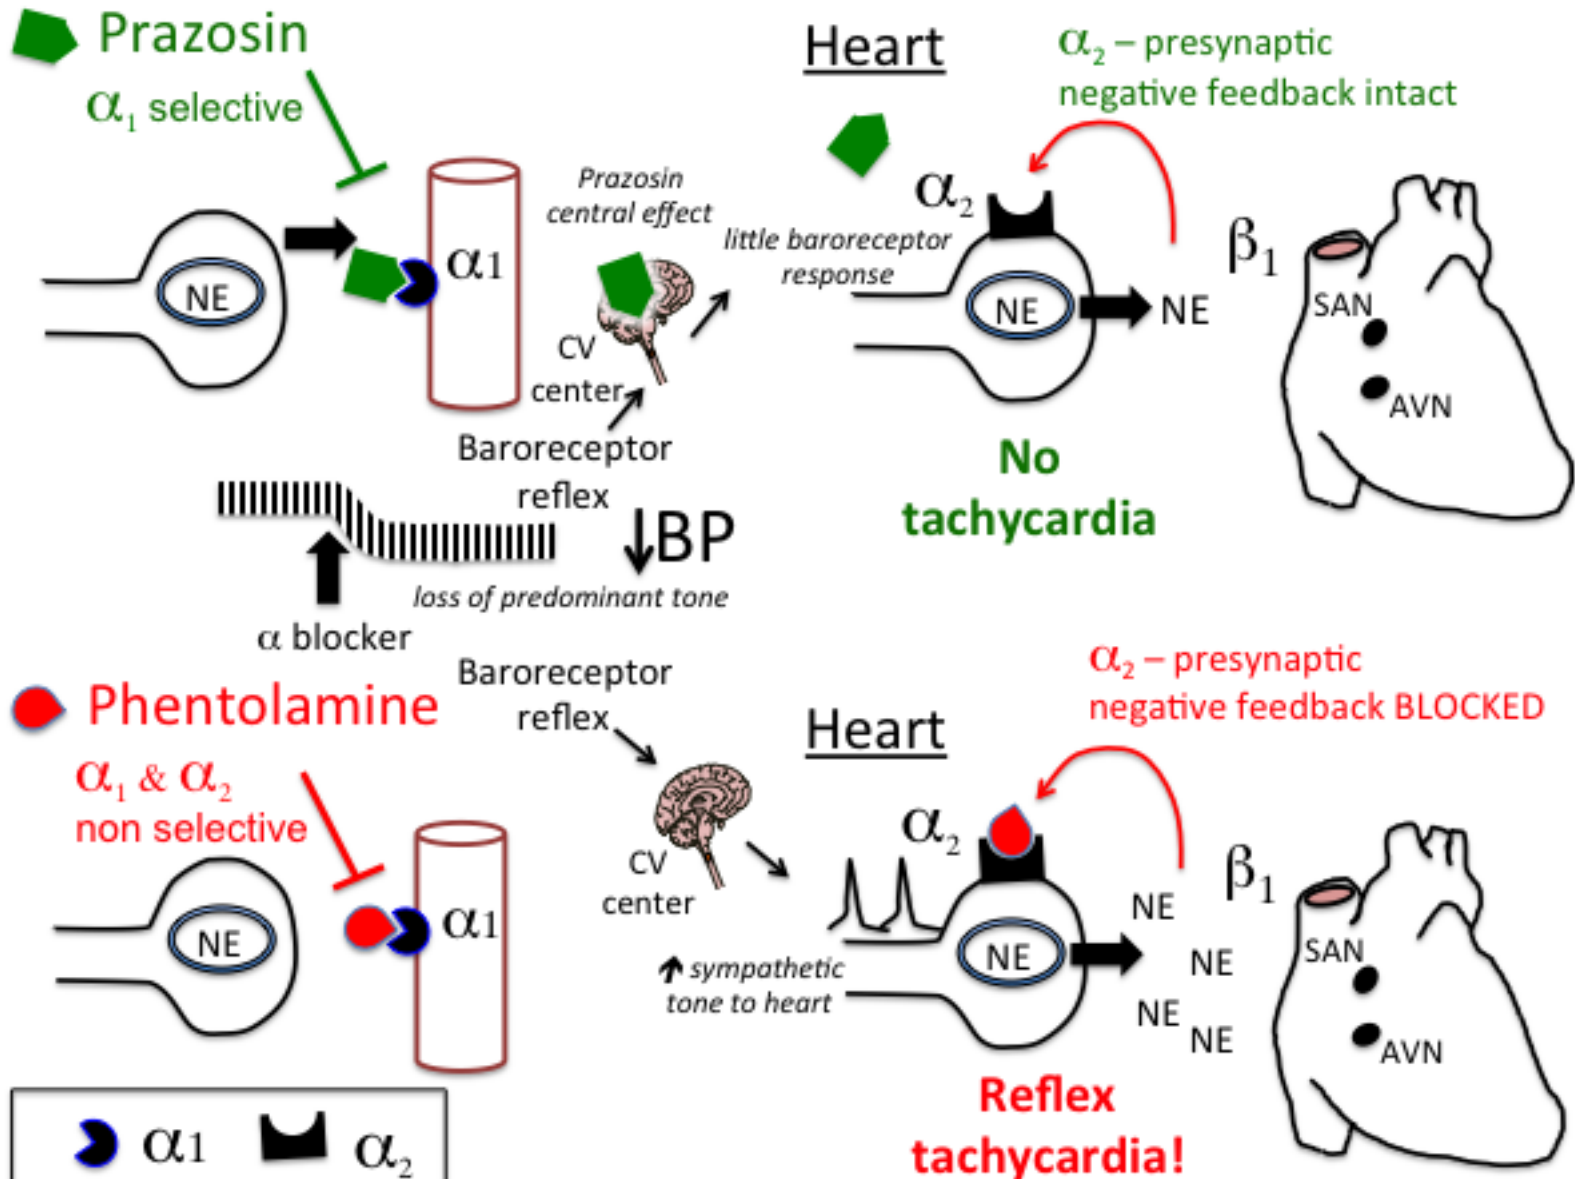 Prazosin
α₁ selective
NE
α1
Prazosin
central effect
CV
center
Baroreceptor
reflex
little baroreceptor
response
Heart
α₂ – presynaptic
negative feedback intact
α₂
NE
NE
β₁
SAN
AVN
No
tachycardia
↓BP
loss of predominant tone
α blocker
Phentolamine
α₁ & α₂
non selective
NE
α1
Baroreceptor
reflex
CV
center
↑ sympathetic
tone to heart
Heart
α₂ – presynaptic
negative feedback BLOCKED
α₂
NE
NE
NE
NE
NE
β₁
SAN
AVN
Reflex
tachycardia!
α1
α₂